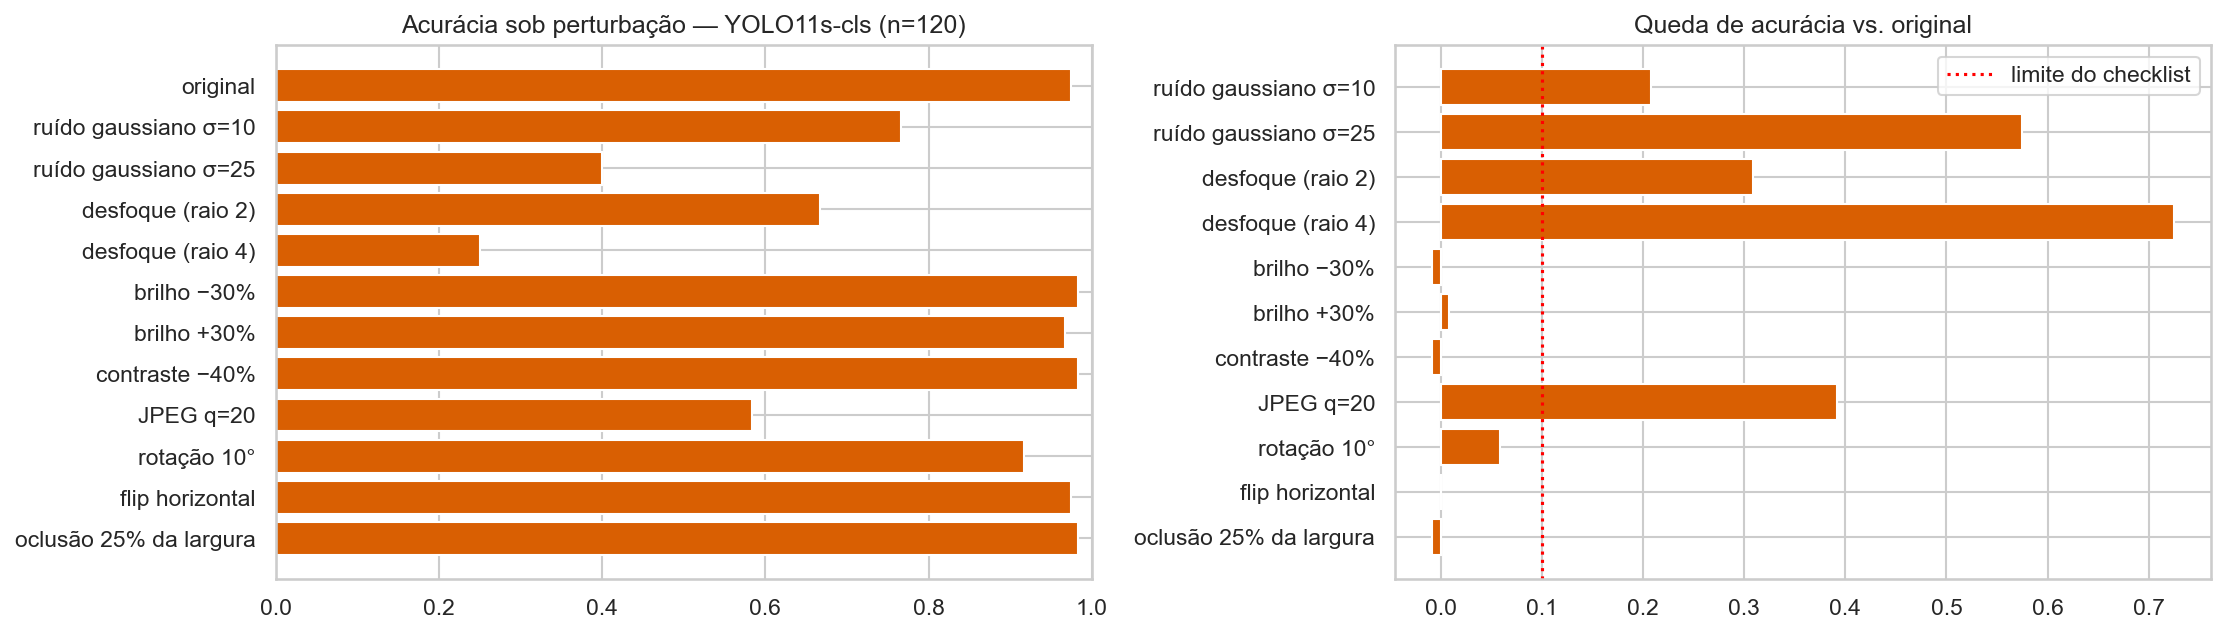 Acurácia sob perturbação — YOLO11s-cls (n=120)
original
ruído gaussiano σ=10
ruído gaussiano σ=25
desfoque (raio 2)
desfoque (raio 4)
brilho −30%
brilho +30%
contraste −40%
JPEG q=20
rotação 10°
flip horizontal
oclusão 25% da largura
0.0 0.2 0.4 0.6 0.8 1.0
Queda de acurácia vs. original
limite do checklist
ruído gaussiano σ=10
ruído gaussiano σ=25
desfoque (raio 2)
desfoque (raio 4)
brilho −30%
brilho +30%
contraste −40%
JPEG q=20
rotação 10°
flip horizontal
oclusão 25% da largura
0.0 0.1 0.2 0.3 0.4 0.5 0.6 0.7